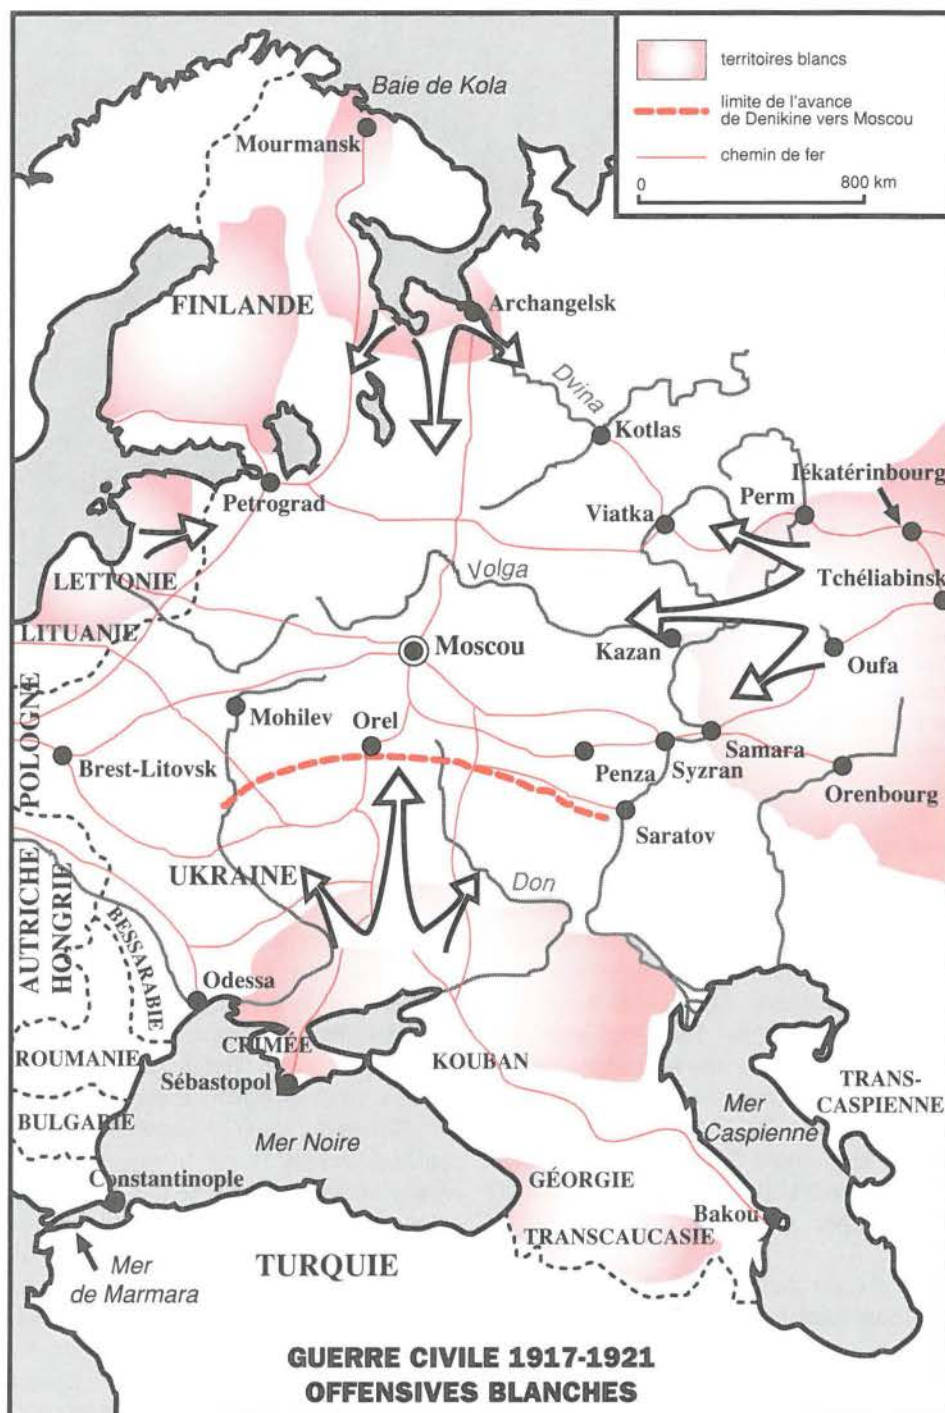 territoires blancs
limite de l'avance
de Denikine vers Moscou
chemin de fer
0 800 km
Baie de Kola
Mourmansk
FINLANDE
Archangelsk
Dvina
Kotlas
Iékatérinbourg
Petrograd
Viatka
Perm
LETTONIE
Volga
Tchéliabinsk
LITUANIE
Moscou
Kazan
Oufa
POLOGNE
Mohilev
Orel
Brest-Litovsk
Penza
Syzran
Samara
Orenbourg
Saratov
UKRAINE
Don
AUTRICHE
HONGRIE
BESSARABIE
Odessa
CRIMÉE
ROUMANIE
KOUBAN
Sébastopol
TRANS-
CASPIENNE
Mer
Caspienne
BULGARIE
Mer Noire
Constantinople
GÉORGIE
Bakou
TRANSCAUCASIE
TURQUIE
Mer
de Marmara
GUERRE CIVILE 1917-1921
OFFENSIVES BLANCHES